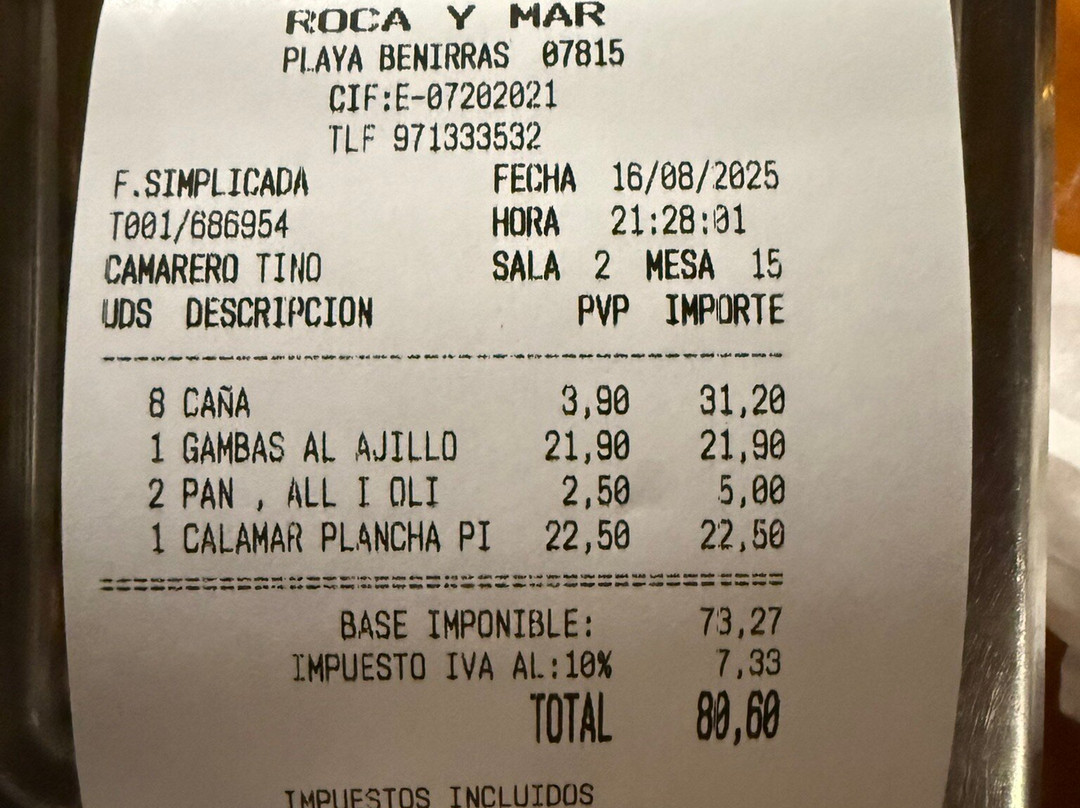 ROCA Y MAR
PLAYA BENIRRAS 07815
CIF:E-07202021
TLF 971333532
F.SIMPLICADA FECHA 16/08/2025
T001/686954 HORA 21:28:01
CAMARERO TINO SALA 2 MESA 15
UDS DESCRIPCION PVP IMPORTE
8 CAÑA 3,90 31,20
1 GAMBAS AL AJILLO 21,90 21,90
2 PAN , ALL I OLI 2,50 5,00
1 CALAMAR PLANCHA PI 22,50 22,50
BASE IMPONIBLE: 73,27
IMPUESTO IVA AL:10% 7,33
TOTAL 80,60
IMPUESTOS INCLUIDOS